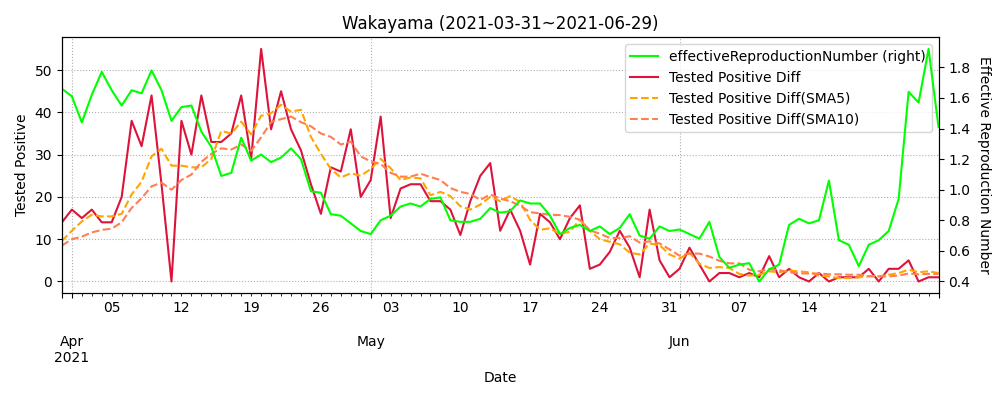 Wakayama (2021-03-31~2021-06-29)
effectiveReproductionNumber (right)
Tested Positive Diff
Tested Positive Diff(SMA5)
Tested Positive Diff(SMA10)
Tested Positive
50
40
30
20
10
0
Effective Reproduction Number
1.8
1.6
1.4
1.2
1.0
0.8
0.6
0.4
05 12 19 26 03 10 17 24 31 07 14 21
Apr May Jun
2021
Date